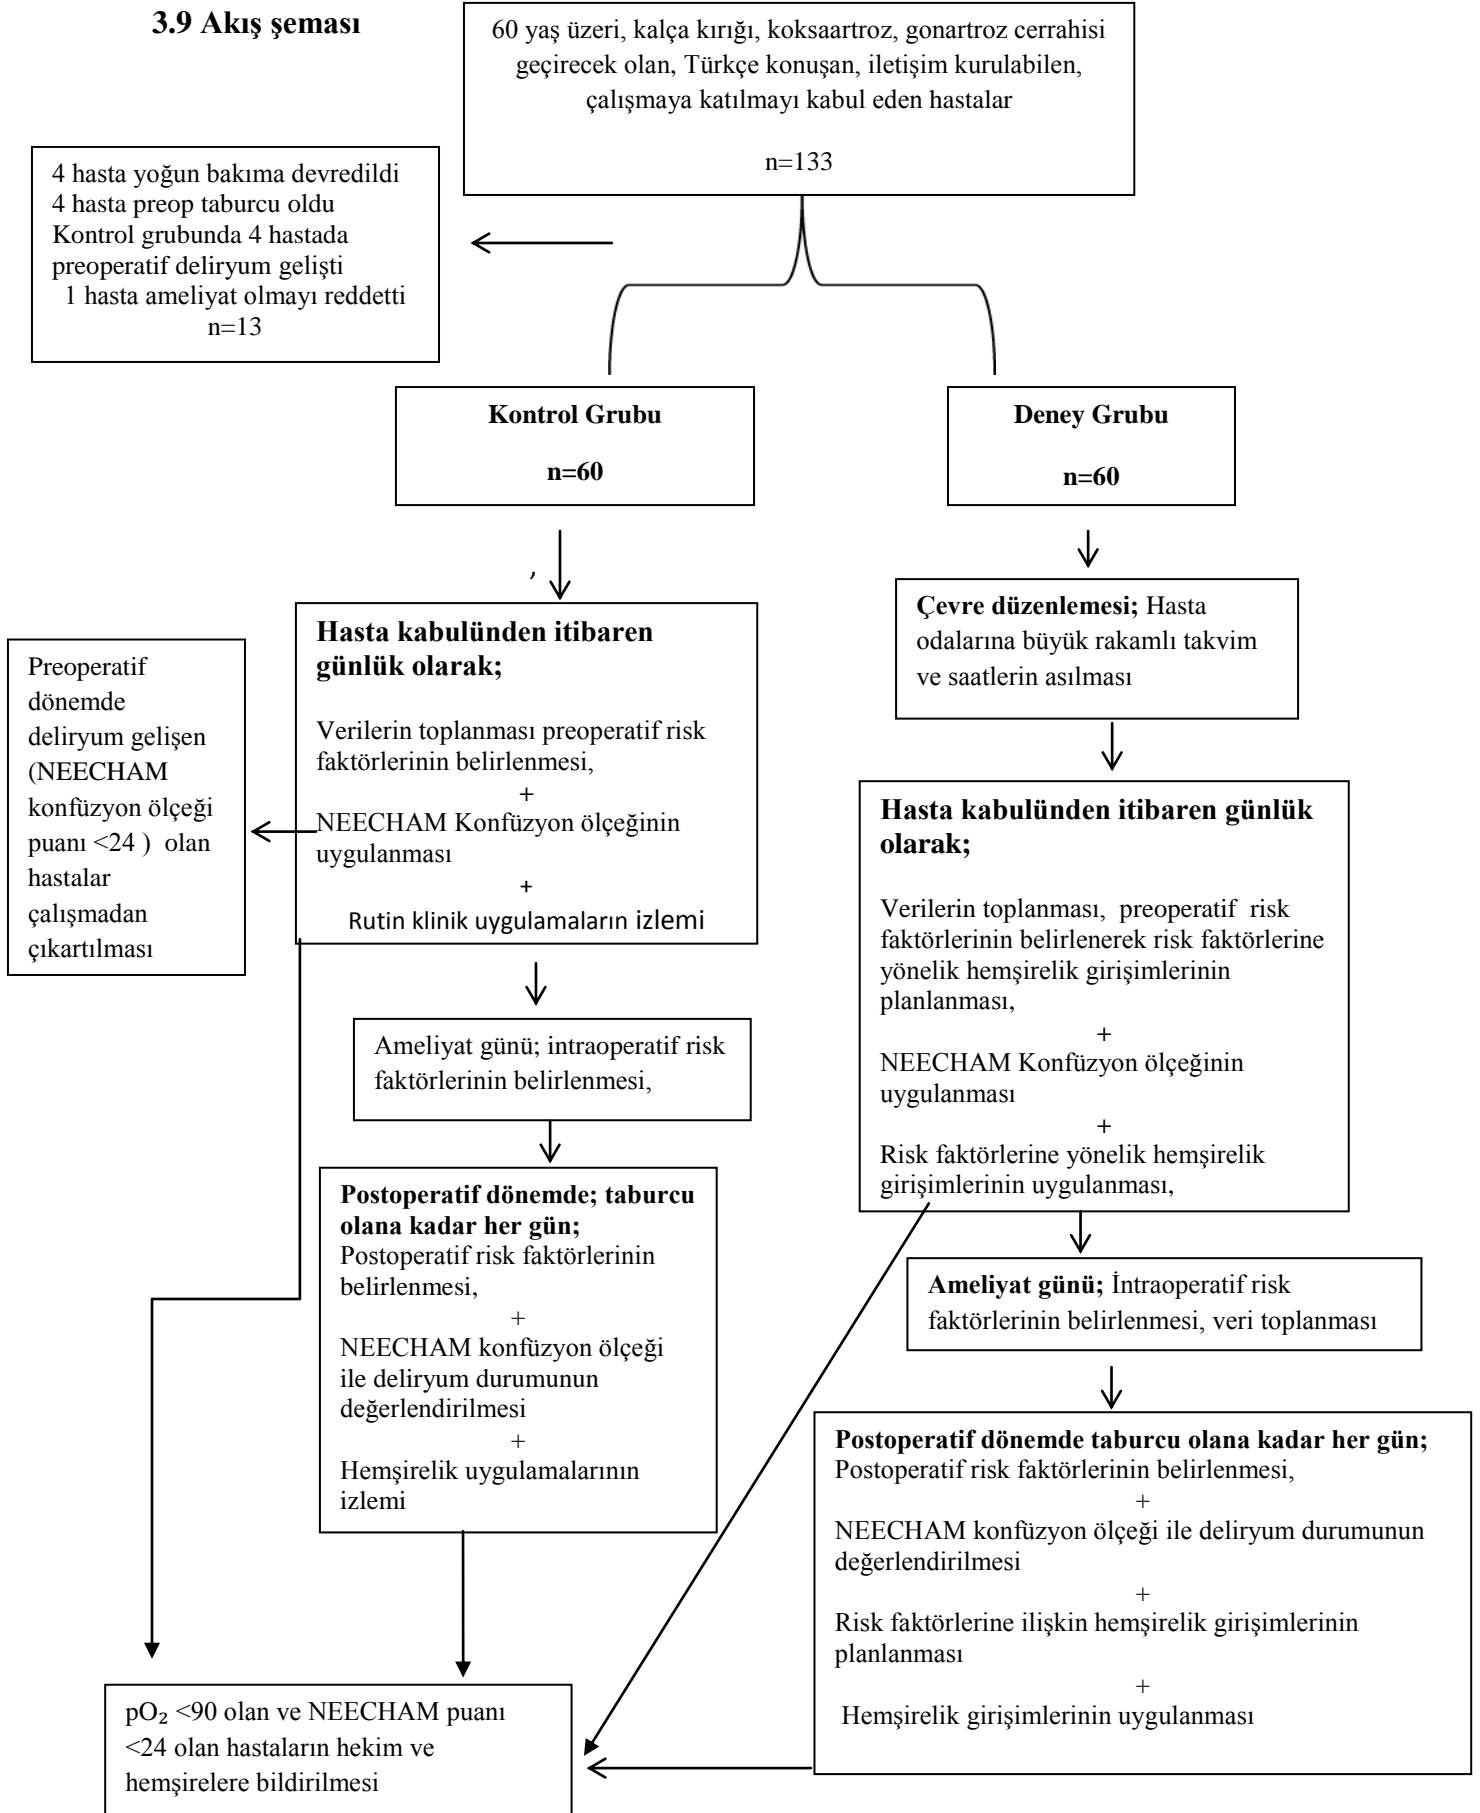 3.9 Akış şeması
60 yaş üzeri, kalça kırığı, koksaartroz, gonartroz cerrahisi
geçirecek olan, Türkçe konuşan, iletişim kurulabilen,
çalışmaya katılmayı kabul eden hastalar
n=133
4 hasta yoğun bakıma devredildi
4 hasta preop taburcu oldu
Kontrol grubunda 4 hastada
preoperatif deliryum gelişti
1 hasta ameliyat olmayı reddetti
n=13
Kontrol Grubu
n=60
Deney Grubu
n=60
,
Çevre düzenlemesi; Hasta
odalarına büyük rakamlı takvim
ve saatlerin asılması
Hasta kabulünden itibaren
günlük olarak;
Verilerin toplanması preoperatif risk
faktörlerinin belirlenmesi,
+
NEECHAM Konfüzyon ölçeğinin
uygulanması
+
Rutin klinik uygulamaların izlemi
Preoperatif
dönemde
deliryum gelişen
(NEECHAM
konfüzyon ölçeği
puanı <24 ) olan
hastalar
çalışmadan
çıkartılması
Hasta kabulünden itibaren günlük
olarak;
Verilerin toplanması, preoperatif risk
faktörlerinin belirlenerek risk faktörlerine
yönelik hemşirelik girişimlerinin
planlanması,
+
NEECHAM Konfüzyon ölçeğinin
uygulanması
+
Risk faktörlerine yönelik hemşirelik
girişimlerinin uygulanması,
Ameliyat günü; intraoperatif risk
faktörlerinin belirlenmesi,
Postoperatif dönemde; taburcu
olana kadar her gün;
Postoperatif risk faktörlerinin
belirlenmesi,
+
NEECHAM konfüzyon ölçeği
ile deliryum durumunun
değerlendirilmesi
+
Hemşirelik uygulamalarının
izlemi
Ameliyat günü; İntraoperatif risk
faktörlerinin belirlenmesi, veri toplanması
Postoperatif dönemde taburcu olana kadar her gün;
Postoperatif risk faktörlerinin belirlenmesi,
+
NEECHAM konfüzyon ölçeği ile deliryum durumunun
değerlendirilmesi
+
Risk faktörlerine ilişkin hemşirelik girişimlerinin
planlanması
+
Hemşirelik girişimlerinin uygulanması
pO₂ <90 olan ve NEECHAM puanı
<24 olan hastaların hekim ve
hemşirelere bildirilmesi